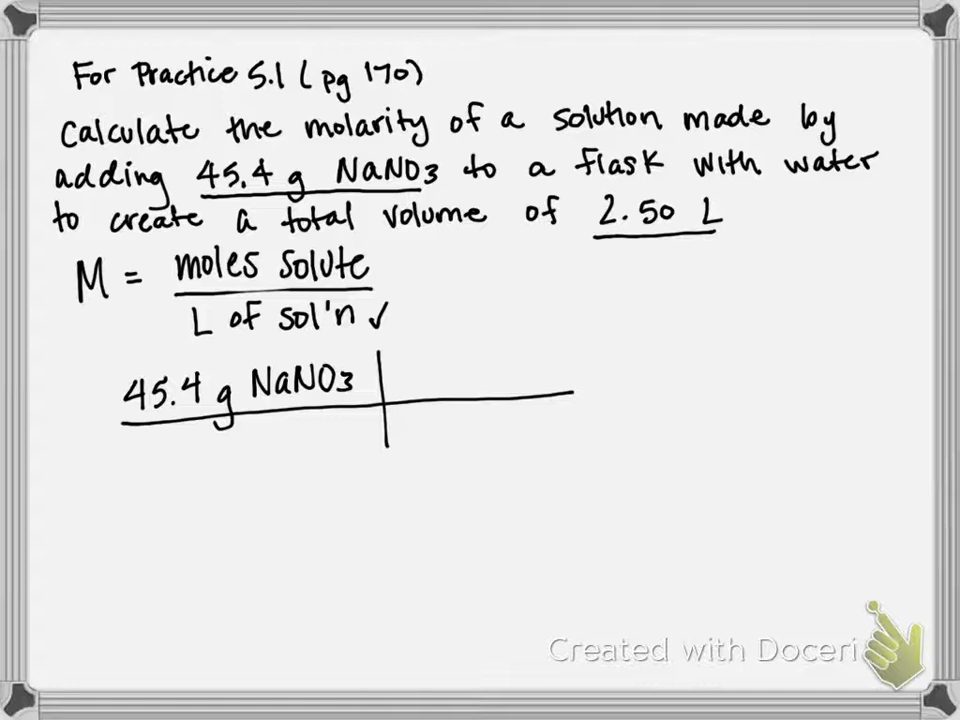 For Practice 5.1 (pg 170)
Calculate the molarity of a solution made by
adding 45.4 g NaNO3 to a flask with water
to create a total volume of 2.50 L
M = moles solute
L of sol'n ✓
45.4 g NaNO3
Created with Doceri